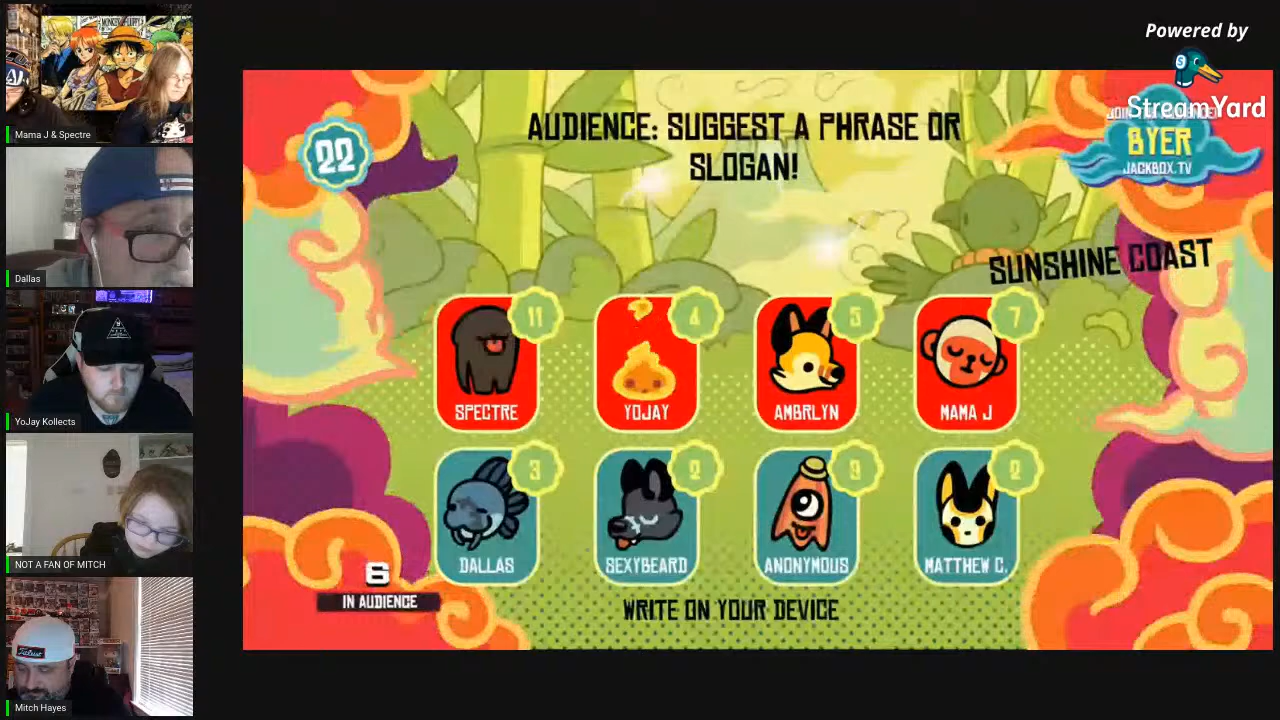 Powered by
StreamYard
BYER
JACKBOX.TV
22
AUDIENCE: SUGGEST A PHRASE OR
SLOGAN!
SUNSHINE COAST
11
4
5
7
SPECTRE
YOJAY
AMBRLYN
MAMA J
3
2
9
2
DALLAS
SEXYBEARD
ANONYMOUS
MATTHEW C.
6
IN AUDIENCE
WRITE ON YOUR DEVICE
Mama J & Spectre
Dallas
YoJay Kollects
NOT A FAN OF MITCH
Mitch Hayes